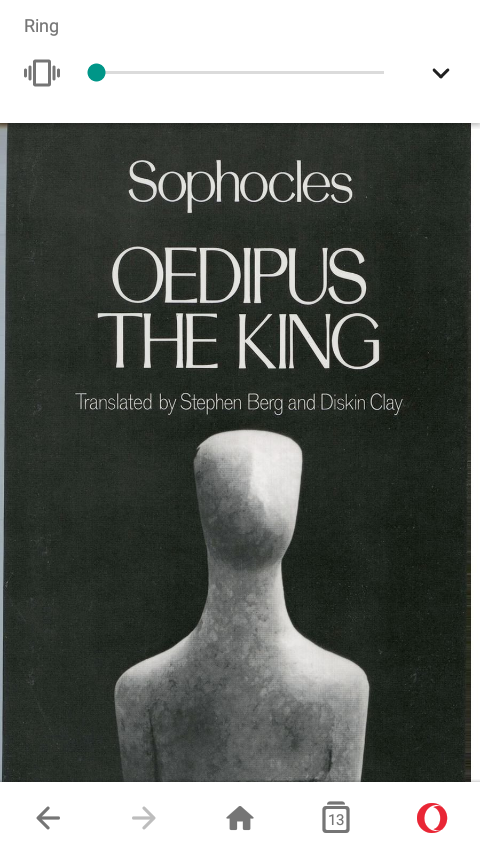 Ring
Sophocles
OEDIPUS
THE KING
Translated by Stephen Berg and Diskin Clay
13